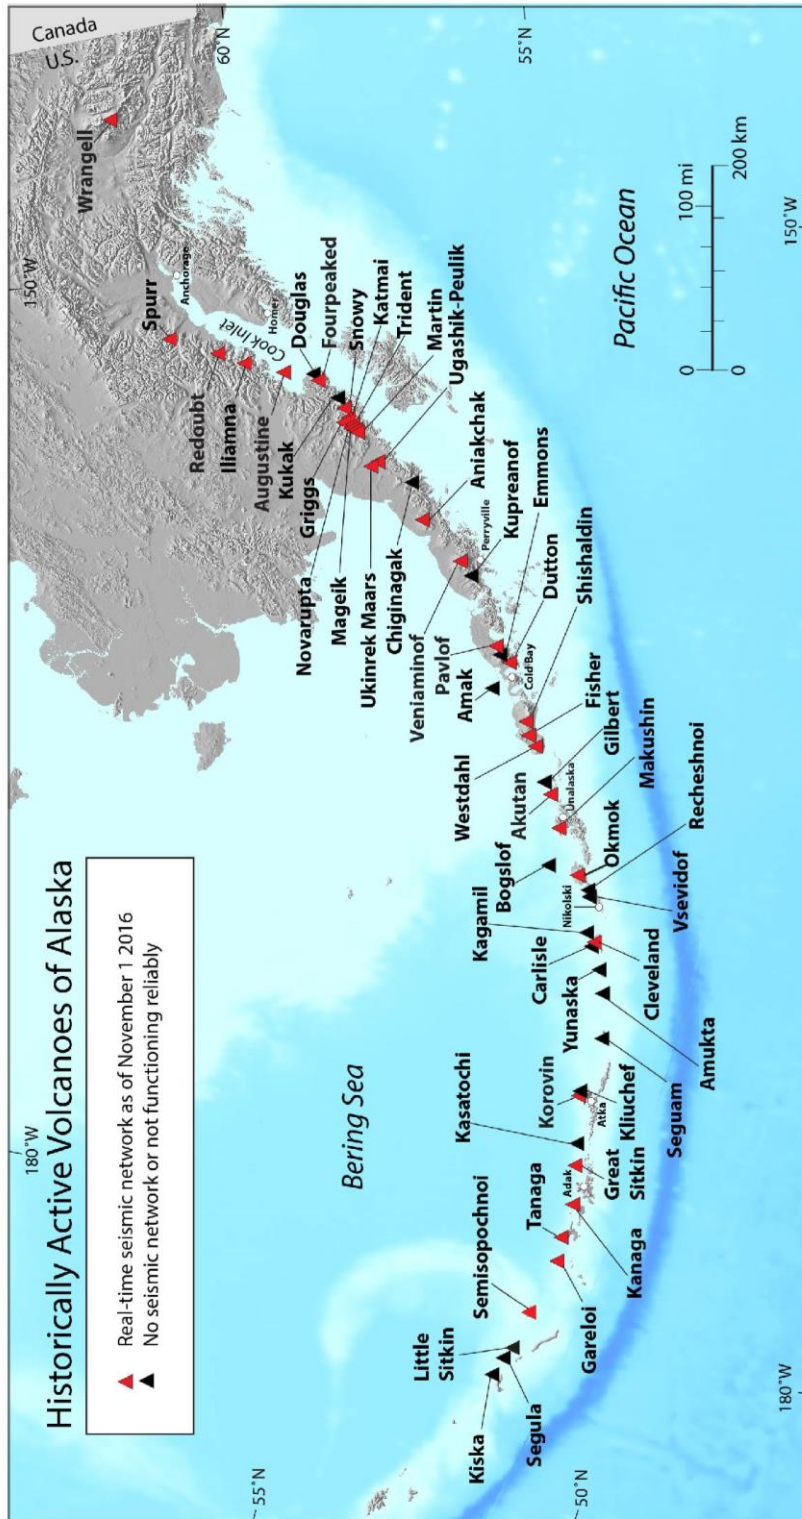 Historically Active Volcanoes of Alaska
Real-time seismic network as of November 1 2016
No seismic network or not functioning reliably
180°W
150°W
Canada
U.S.
60°N
55°N
55°N
50°N
180°W
150°W
Bering Sea
Pacific Ocean
Cook Inlet
0
100 mi
0
200 km
Wrangell
Spurr
Anchorage
Homer
Redoubt
Iliamna
Augustine
Douglas
Fourpeaked
Kukak
Snowy
Griggs
Katmai
Novarupta
Trident
Mageik
Martin
Ukinrek Maars
Ugashik-Peulik
Chiginagak
Aniakchak
Veniaminof
Perryville
Kupreanof
Pavlof
Emmons
Dutton
Amak
Cold Bay
Shishaldin
Fisher
Westdahl
Gilbert
Akutan
Unalaska
Makushin
Bogslof
Okmok
Recheshnoi
Nikolski
Vsevidof
Kagamil
Carlisle
Cleveland
Yunaska
Amukta
Seguam
Korovin
Atka
Kliuchef
Kasatochi
Great
Sitkin
Adak
Kanaga
Tanaga
Gareloi
Semisopochnoi
Little
Sitkin
Segula
Kiska